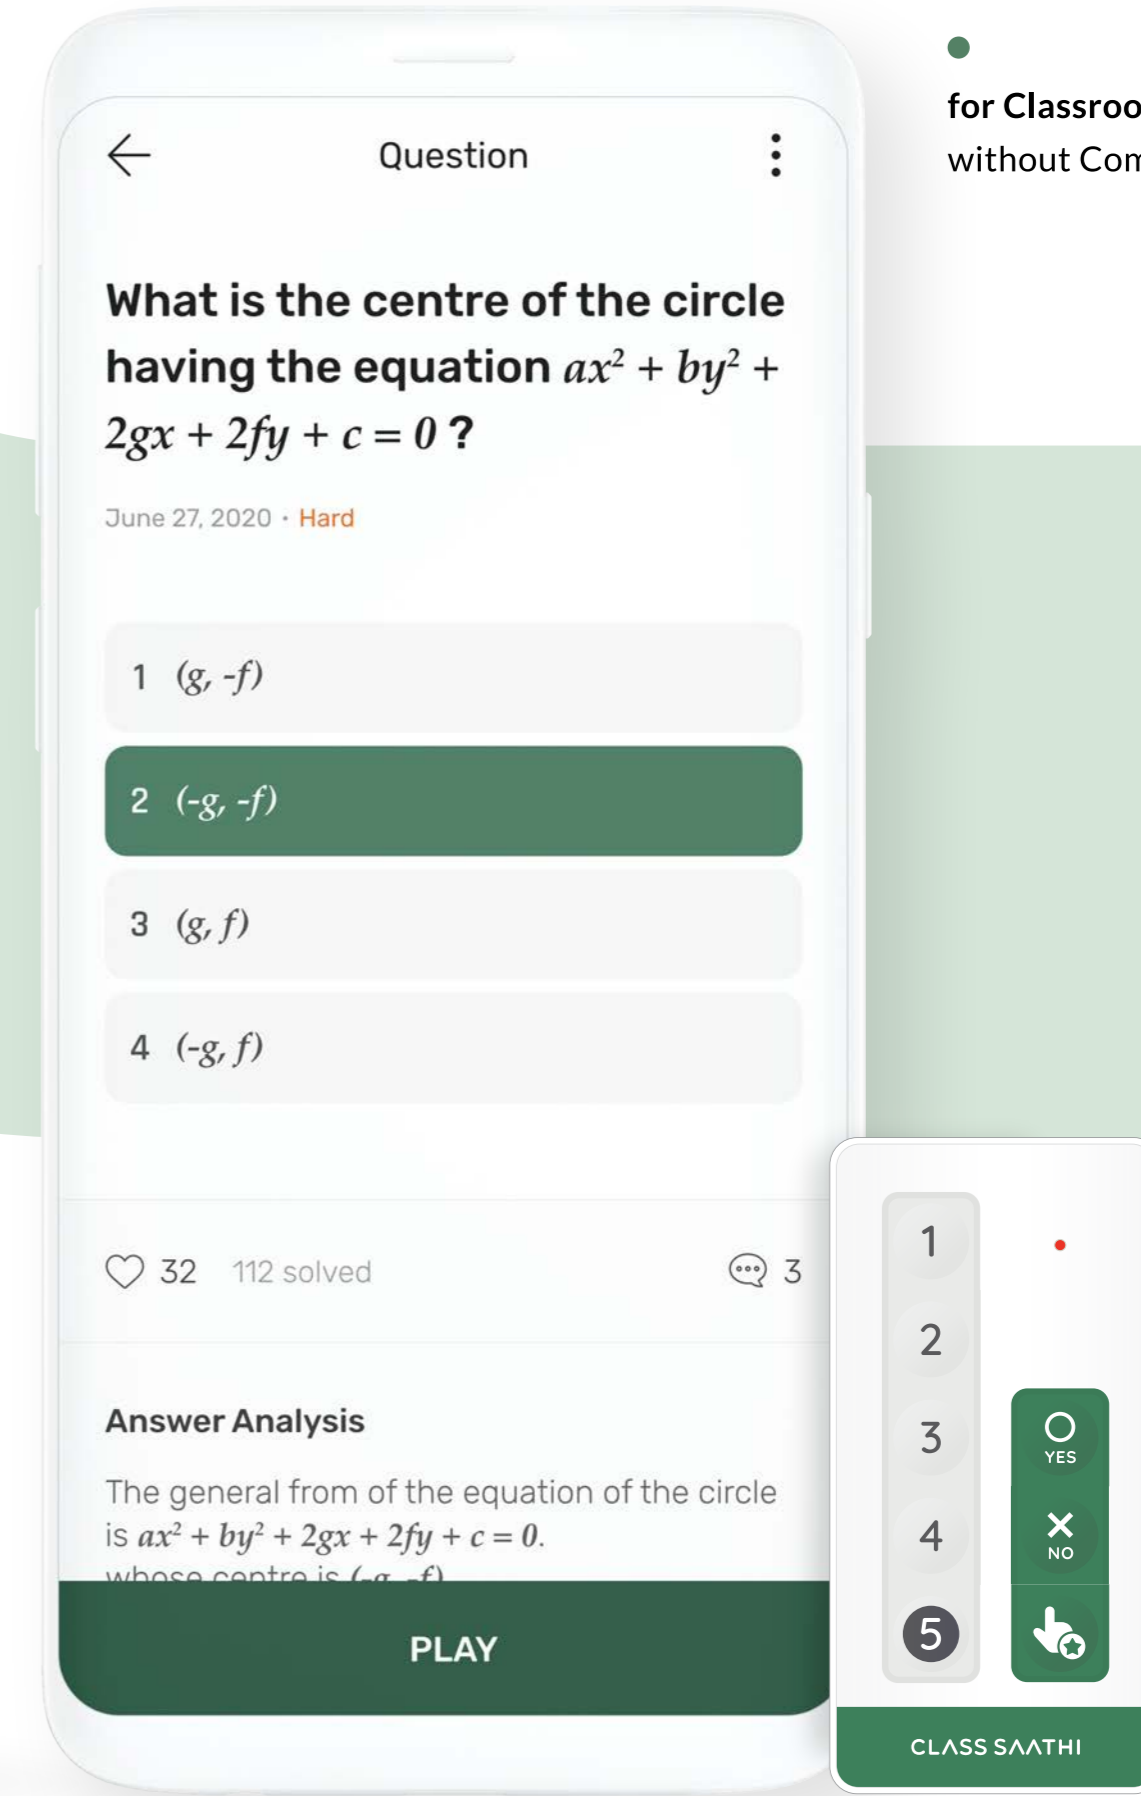 for Classroo
without Com
Question
What is the centre of the circle
having the equation ax² + by² +
2gx + 2fy + c = 0 ?
June 27, 2020 · Hard
1 (g, -f)
2 (-g, -f)
3 (g, f)
4 (-g, f)
32 112 solved 3
Answer Analysis
The general from of the equation of the circle
is ax² + by² + 2gx + 2fy + c = 0.
whose centre is (-g, -f)
PLAY
1
2
3
YES
4
NO
5
CLASS SAATHI